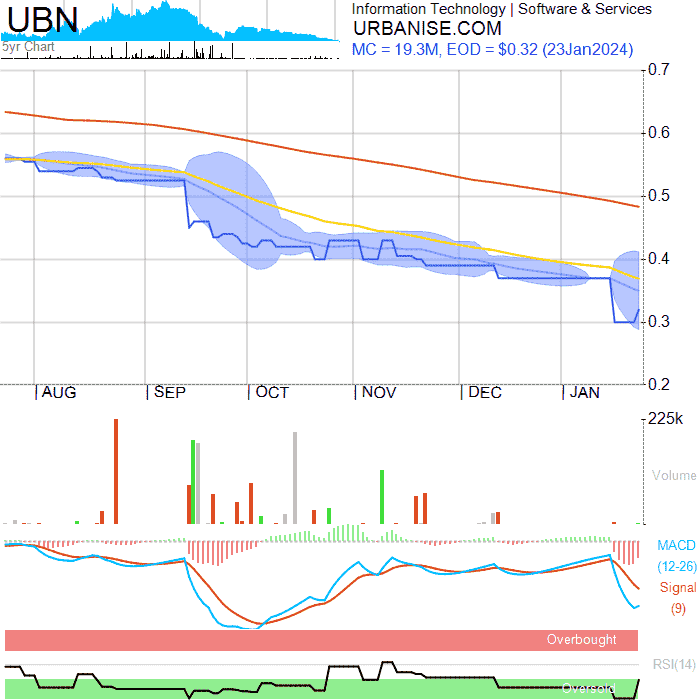 UBN
5yr Chart
Information Technology | Software & Services
URBANISE.COM
MC = 19.3M, EOD = $0.32 (23Jan2024)
0.7
0.6
0.5
0.4
0.3
0.2
AUG SEP OCT NOV DEC JAN
225k
Volume
MACD
(12-26)
Signal
(9)
Overbought
RSI(14)
Oversold